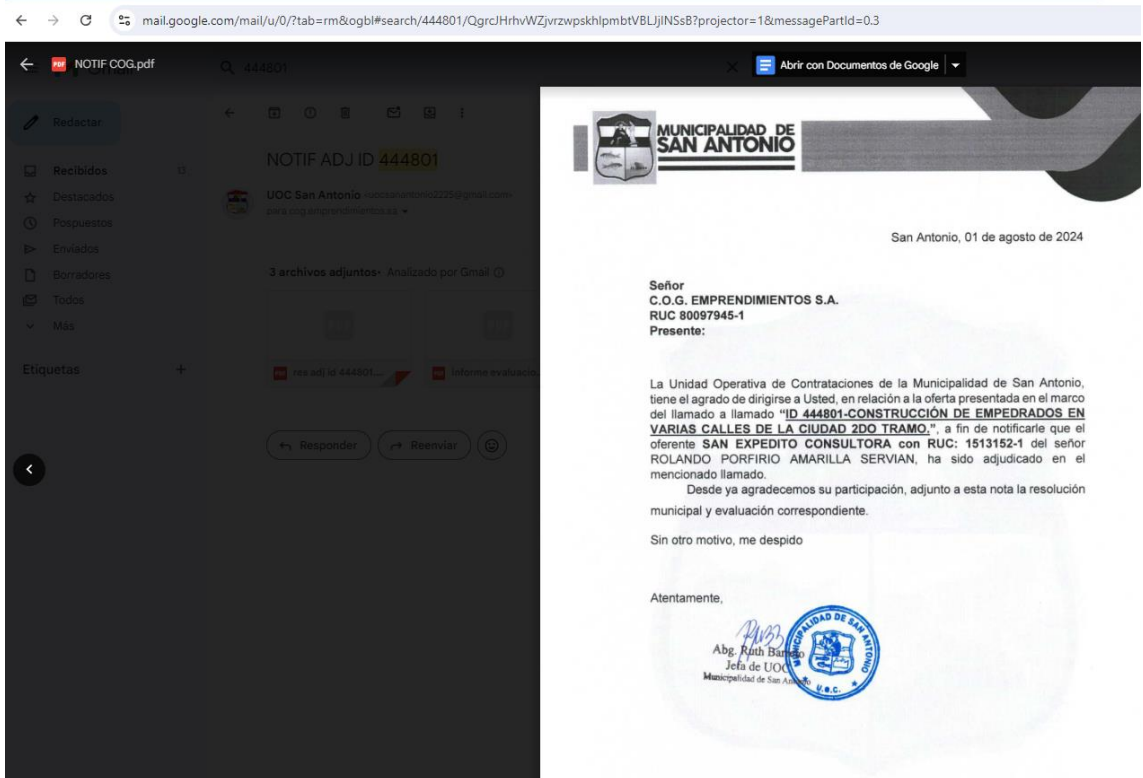 mail.google.com/mail/u/0/?tab=rm&ogbl#search/444801/QgrcJHrhvWZjvrzwpskhlpmbtVBLJjlNSsB?projector=1&messagePartId=0.3
PDF NOTIF COG.pdf
444801
Abrir con Documentos de Google
Redactar
Recibidos 13
Destacados
Pospuestos
Enviados
Borradores
Todos
Más
Etiquetas
NOTIF ADJ ID 444801
UOC San Antonio
3 archivos adjuntos• Analizado por Gmail
res adj id 444801....
Informe evaluacio...
Responder
Reenviar
MUNICIPALIDAD DE
SAN ANTONIO
San Antonio, 01 de agosto de 2024
Señor
C.O.G. EMPRENDIMIENTOS S.A.
RUC 80097945-1
Presente:
La Unidad Operativa de Contrataciones de la Municipalidad de San Antonio,
tiene el agrado de dirigirse a Usted, en relación a la oferta presentada en el marco
del llamado a llamado "ID 444801-CONSTRUCCIÓN DE EMPEDRADOS EN
VARIAS CALLES DE LA CIUDAD 2DO TRAMO.", a fin de notificarle que el
oferente SAN EXPEDITO CONSULTORA con RUC: 1513152-1 del señor
ROLANDO PORFIRIO AMARILLA SERVIAN, ha sido adjudicado en el
mencionado llamado.
Desde ya agradecemos su participación, adjunto a esta nota la resolución
municipal y evaluación correspondiente.
Sin otro motivo, me despido
Atentamente,
Abg. Ruth
Jefa de UOC
Municipalidad de San
MUNICIPALIDAD DE SAN ANTONIO
U.O.C.